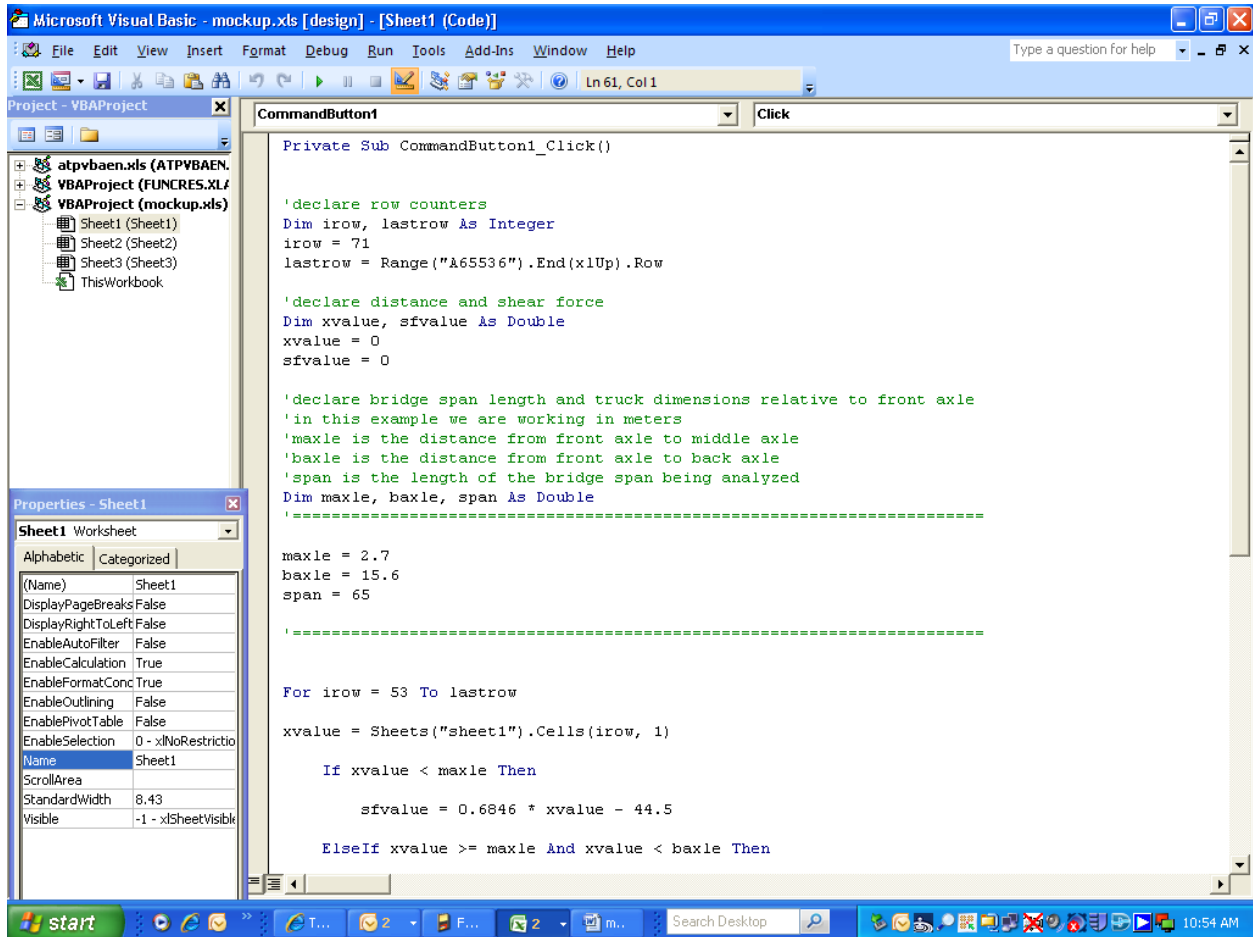 Microsoft Visual Basic - mockup.xls [design] - [Sheet1 (Code)]
File Edit View Insert Format Debug Run Tools Add-Ins Window Help
Type a question for help
Ln 61, Col 1
Project - VBAProject
atpvbaen.xls (ATPVBAEN.
VBAProject (FUNCRES.XLA
VBAProject (mockup.xls)
Sheet1 (Sheet1)
Sheet2 (Sheet2)
Sheet3 (Sheet3)
ThisWorkbook
Properties - Sheet1
Sheet1 Worksheet
Alphabetic Categorized
(Name) Sheet1
DisplayPageBreaks False
DisplayRightToLeft False
EnableAutoFilter False
EnableCalculation True
EnableFormatConc True
EnableOutlining False
EnablePivotTable False
EnableSelection 0 - xlNoRestrictio
Name Sheet1
ScrollArea
StandardWidth 8.43
Visible -1 - xlSheetVisible
CommandButton1 Click
Private Sub CommandButton1_Click()
'declare row counters
Dim irow, lastrow As Integer
irow = 71
lastrow = Range("A65536").End(xlUp).Row
'declare distance and shear force
Dim xvalue, sfvalue As Double
xvalue = 0
sfvalue = 0
'declare bridge span length and truck dimensions relative to front axle
'in this example we are working in meters
'maxle is the distance from front axle to middle axle
'baxle is the distance from front axle to back axle
'span is the length of the bridge span being analyzed
Dim maxle, baxle, span As Double
'=======================================================================
maxle = 2.7
baxle = 15.6
span = 65
'=======================================================================
For irow = 53 To lastrow
xvalue = Sheets("sheet1").Cells(irow, 1)
If xvalue < maxle Then
sfvalue = 0.6846 * xvalue - 44.5
ElseIf xvalue >= maxle And xvalue < baxle Then
start T... 2 F... 2 m.. Search Desktop 10:54 AM